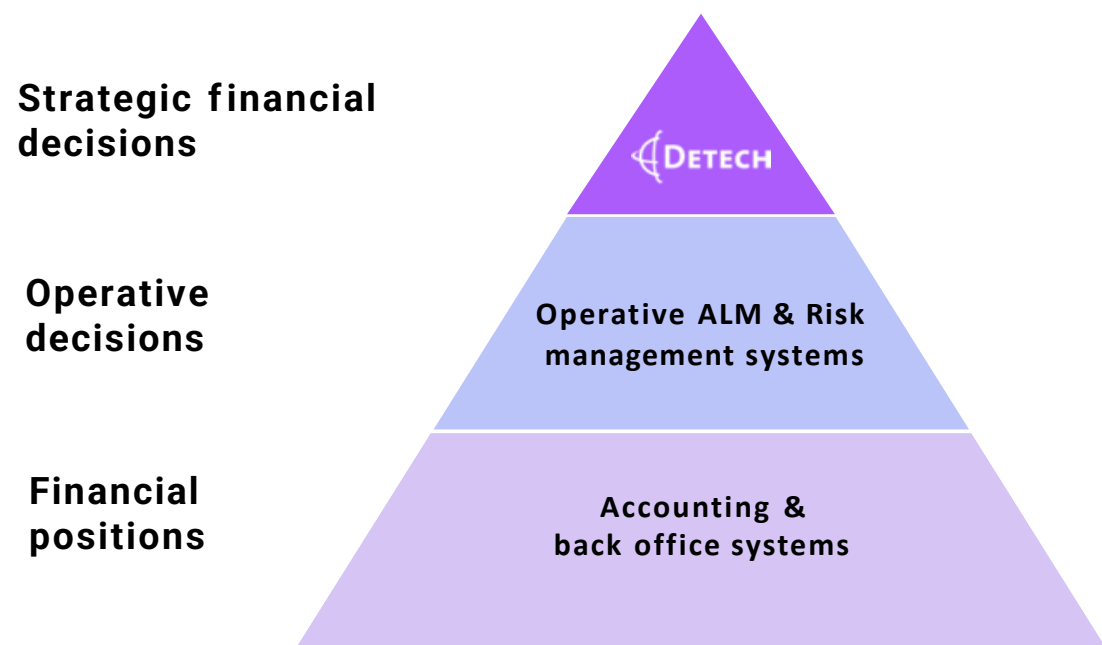 Strategic financial
decisions
DETECH
Operative
decisions
Operative ALM & Risk
management systems
Financial
positions
Accounting &
back office systems